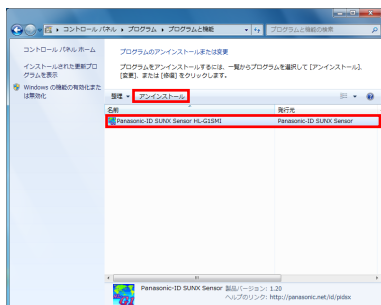 コントロール パネル ▸ プログラム ▸ プログラムと機能
プログラムと機能の検索
コントロール パネル ホーム
インストールされた更新プロ
グラムを表示
Windows の機能の有効化また
は無効化
プログラムのアンインストールまたは変更
プログラムをアンインストールするには、一覧からプログラムを選択して [アンインストール]、
[変更]、または [修復] をクリックします。
整理 ▾ アンインストール
名前 発行元
Panasonic-ID SUNX Sensor HL-G1SMI Panasonic-ID SUNX Sensor
Panasonic-ID SUNX Sensor 製品バージョン: 1.20
ヘルプのリンク: http://panasonic.net/id/pidsx
G1